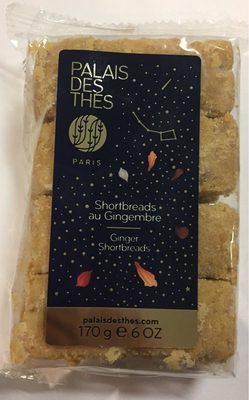 PALAIS
DES
THÉS
PARIS
Shortbreads
au Gingembre
Ginger
Shortbreads
palaisdesthes.com
170 g e 6 OZ